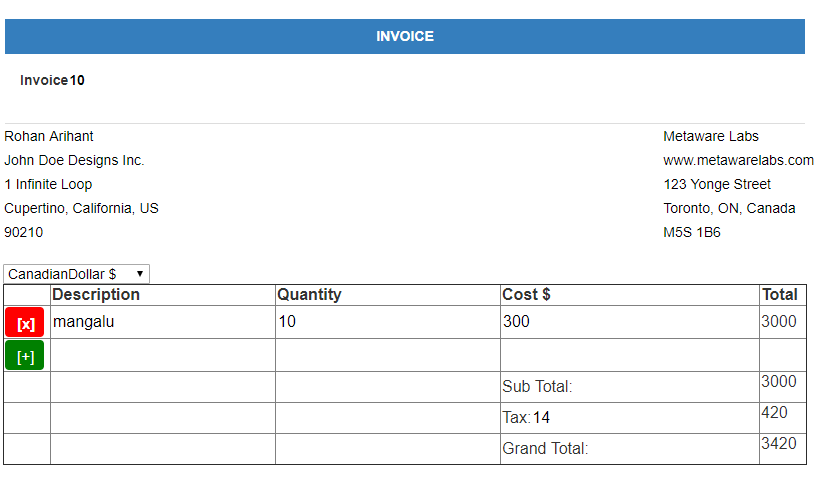 INVOICE
Invoice10
Rohan Arihant
John Doe Designs Inc.
1 Infinite Loop
Cupertino, California, US
90210
Metaware Labs
www.metawarelabs.com
123 Yonge Street
Toronto, ON, Canada
M5S 1B6
CanadianDollar $
Description Quantity Cost $ Total
[x] mangalu 10 300 3000
[+]
Sub Total: 3000
Tax:14 420
Grand Total: 3420